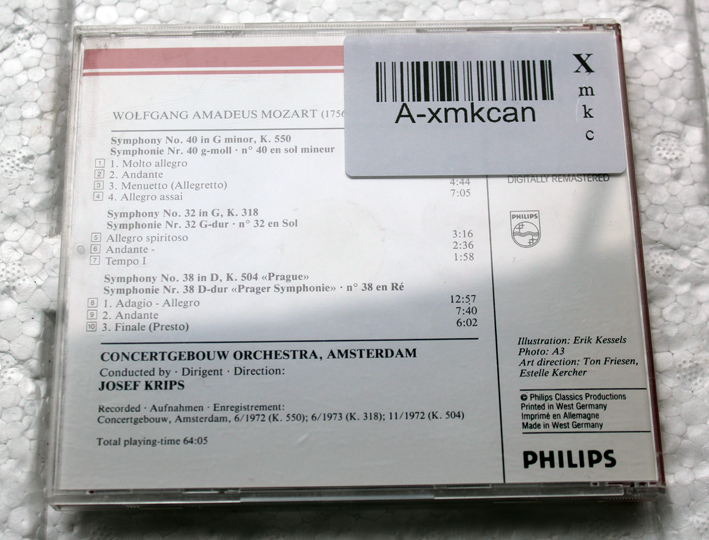 A-xmkcan
X
m
k
c
WOLFGANG AMADEUS MOZART (1756
Symphony No. 40 in G minor, K. 550
Symphonie Nr. 40 g-moll · n° 40 en sol mineur
1 1. Molto allegro
2 2. Andante
3 3. Menuetto (Allegretto) 4:44
4 4. Allegro assai 7:05
Symphony No. 32 in G, K. 318
Symphonie Nr. 32 G-dur · n° 32 en Sol
5 Allegro spiritoso 3:16
6 Andante - 2:36
7 Tempo I 1:58
Symphony No. 38 in D, K. 504 «Prague»
Symphonie Nr. 38 D-dur «Prager Symphonie» · n° 38 en Ré
8 1. Adagio - Allegro 12:57
9 2. Andante 7:40
10 3. Finale (Presto) 6:02
CONCERTGEBOUW ORCHESTRA, AMSTERDAM
Conducted by · Dirigent · Direction:
JOSEF KRIPS
Recorded · Aufnahmen · Enregistrement:
Concertgebouw, Amsterdam, 6/1972 (K. 550); 6/1973 (K. 318); 11/1972 (K. 504)
Total playing-time 64:05
DIGITALLY REMASTERED
PHILIPS
Illustration: Erik Kessels
Photo: A3
Art direction: Ton Friesen,
Estelle Kercher
© Philips Classics Productions
Printed in West Germany
Imprimé en Allemagne
Made in West Germany
PHILIPS